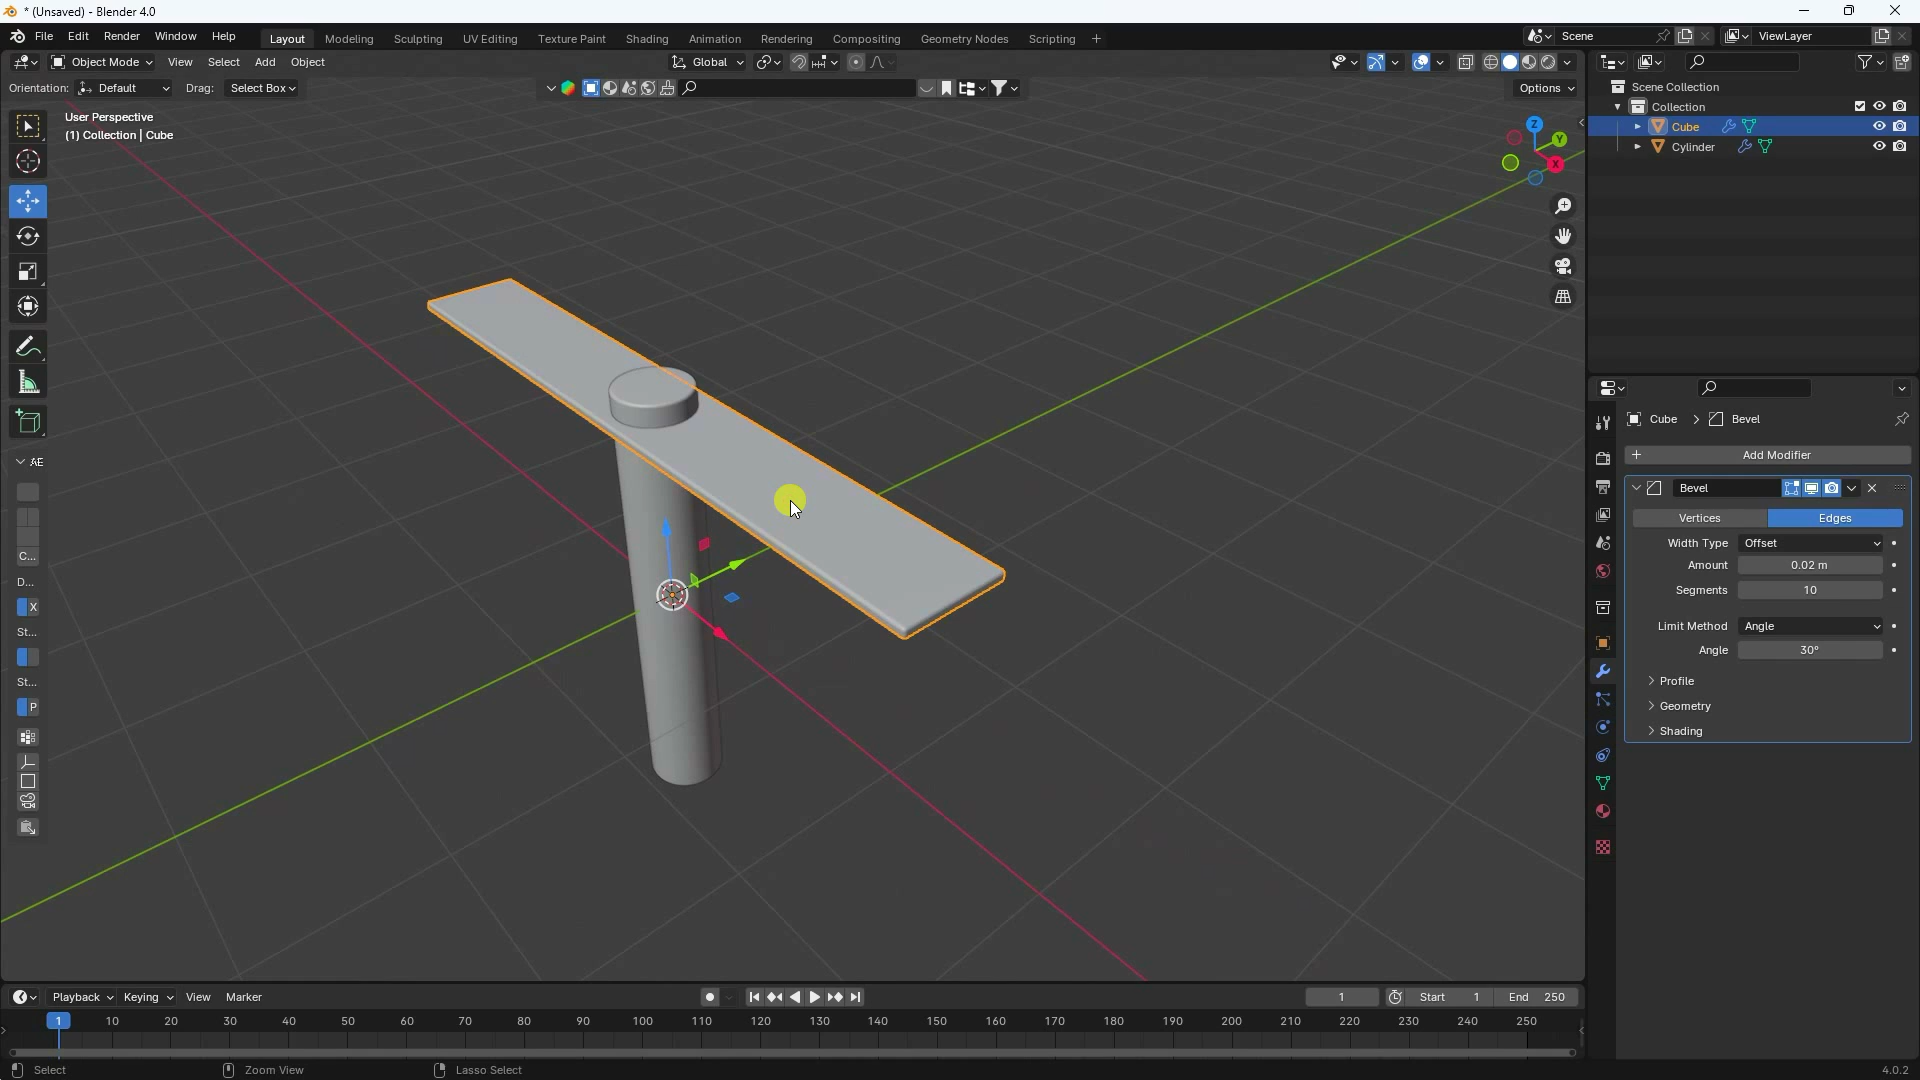 * (Unsaved) - Blender 4.0
File Edit Render Window Help
Layout Modeling Sculpting UV Editing Texture Paint Shading Animation Rendering Compositing Geometry Nodes Scripting +
Scene
ViewLayer
Object Mode View Select Add Object
Global
Orientation: Default Drag: Select Box
Options
User Perspective
(1) Collection | Cube
Z
Y
X
AE
C...
D...
X
St...
St...
P
Scene Collection
Collection
Cube
Cylinder
Cube > Bevel
+ Add Modifier
Bevel
Vertices Edges
Width Type Offset
Amount 0.02 m
Segments 10
Limit Method Angle
Angle 30°
Profile
Geometry
Shading
Playback Keying View Marker
1
Start 1
End 250
1 10 20 30 40 50 60 70 80 90 100 110 120 130 140 150 160 170 180 190 200 210 220 230 240 250
Select
Zoom View
Lasso Select
4.0.2